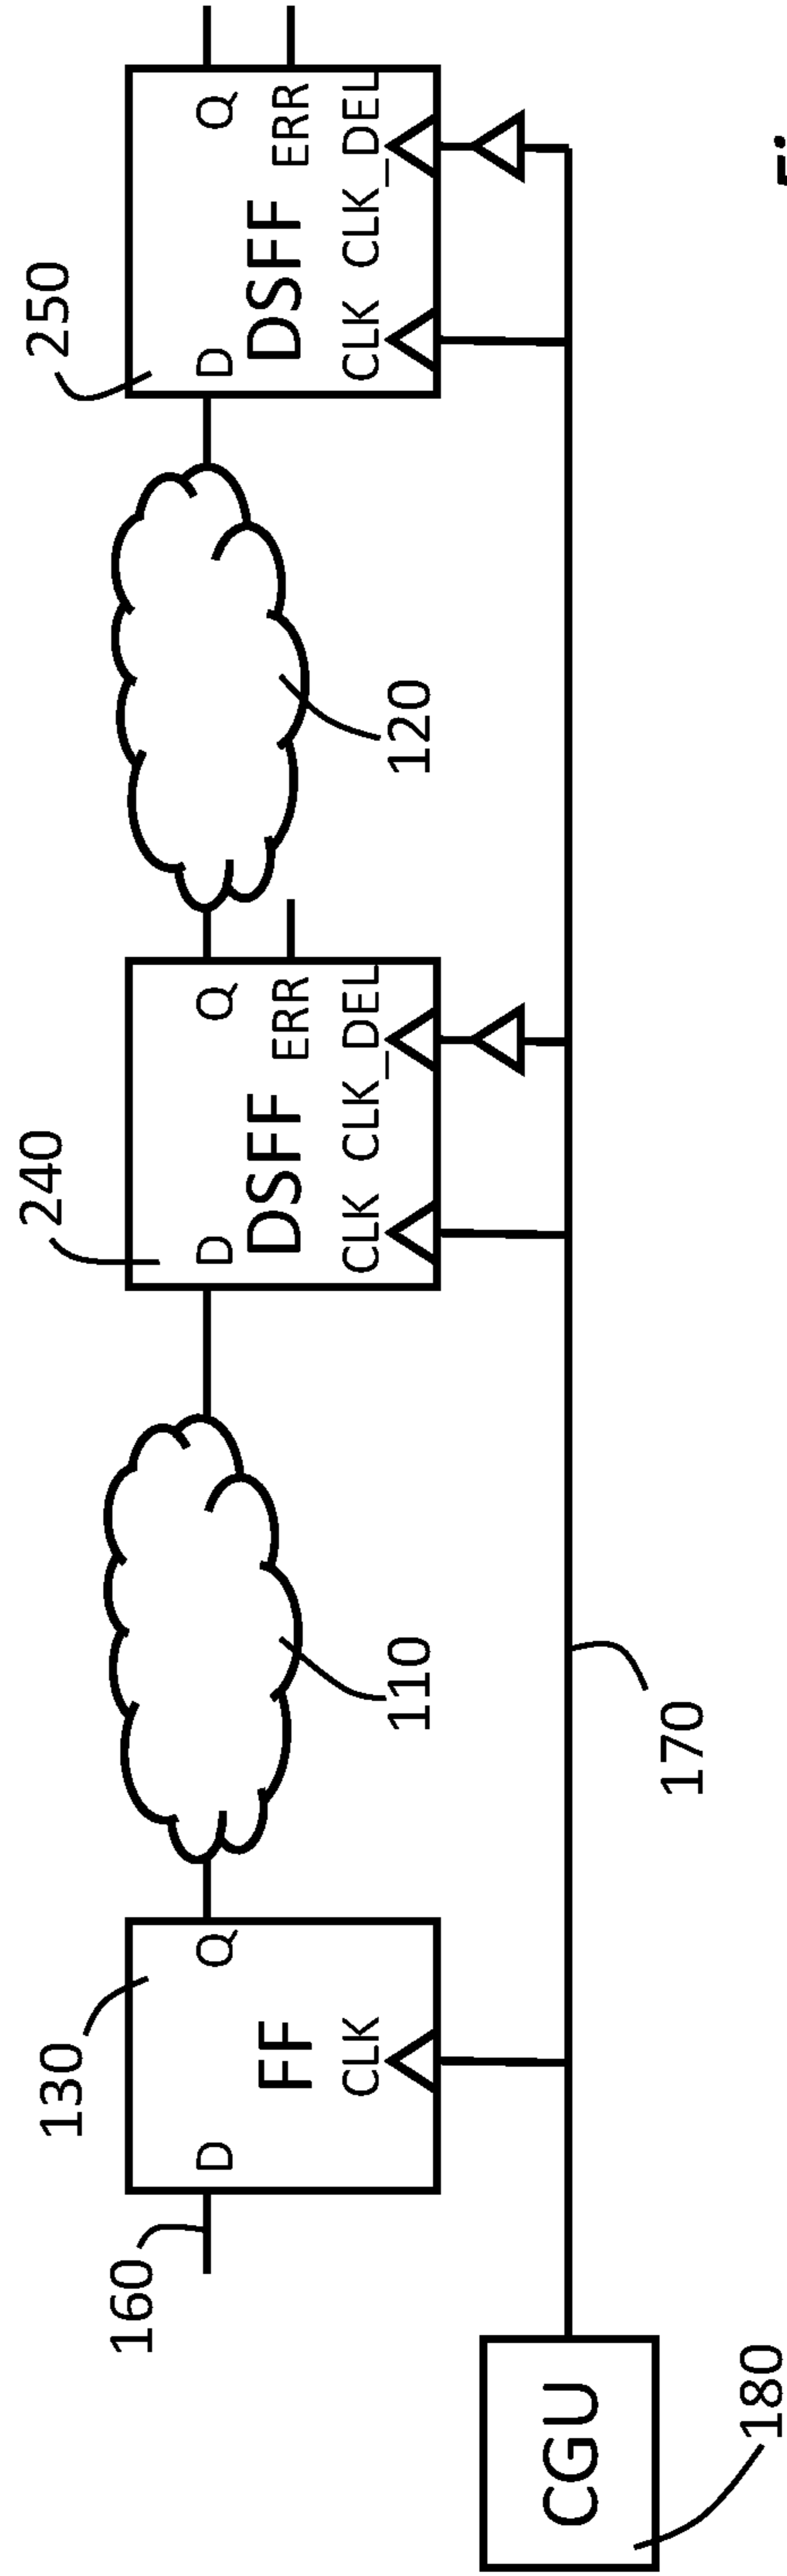 130
240
250
160
D Q
D Q
D Q
FF
DSFF ERR
DSFF ERR
CLK
CLK CLK_DEL
CLK CLK_DEL
110
120
CGU
170
180